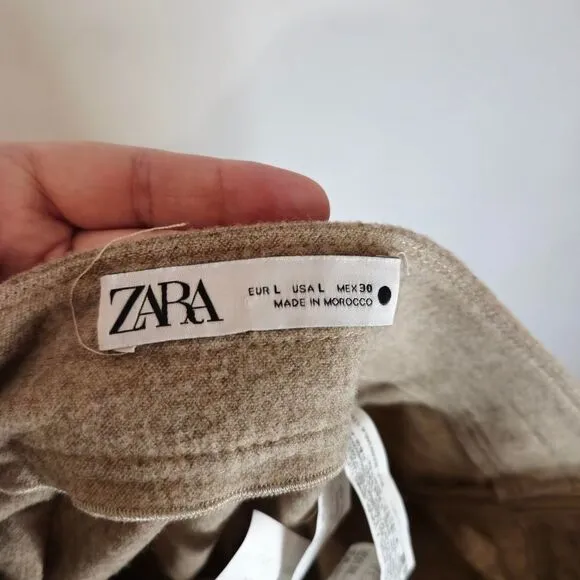 ZARA
EUR L USA L MEX 30
MADE IN MOROCCO